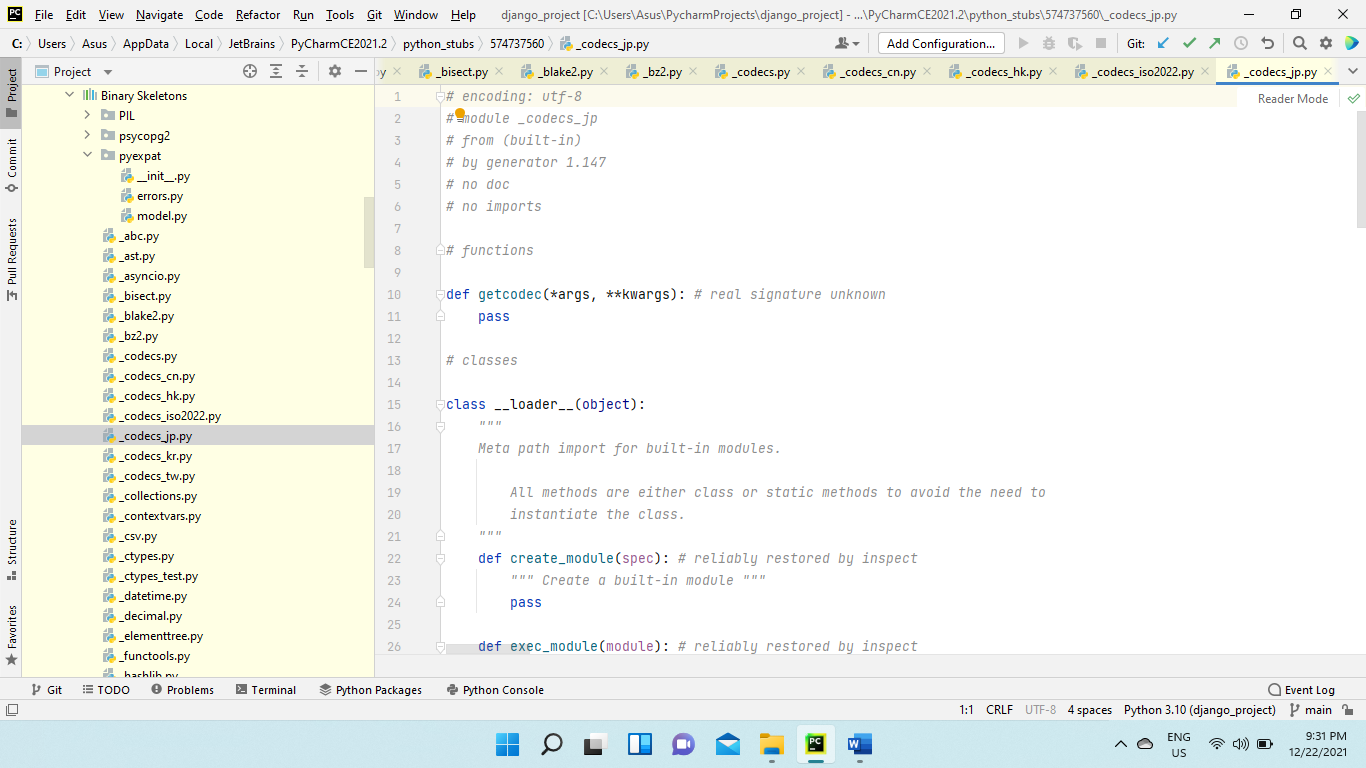 PC File Edit View Navigate Code Refactor Run Tools Git Window Help django_project [C:\Users\Asus\PycharmProjects\django_project] - ...\PyCharmCE2021.2\python_stubs\574737560\_codecs_jp.py
C: Users Asus AppData Local JetBrains PyCharmCE2021.2 python_stubs 574737560 _codecs_jp.py Add Configuration... Git:
Project
_bisect.py _blake2.py _bz2.py _codecs.py _codecs_cn.py _codecs_hk.py _codecs_iso2022.py _codecs_jp.py
Project
Commit
Pull Requests
Structure
Favorites
Binary Skeletons
PIL
psycopg2
pyexpat
__init__.py
errors.py
model.py
_abc.py
_ast.py
_asyncio.py
_bisect.py
_blake2.py
_bz2.py
_codecs.py
_codecs_cn.py
_codecs_hk.py
_codecs_iso2022.py
_codecs_jp.py
_codecs_kr.py
_codecs_tw.py
_collections.py
_contextvars.py
_csv.py
_ctypes.py
_ctypes_test.py
_datetime.py
_decimal.py
_elementtree.py
_functools.py
_hashlib.py
Reader Mode
1 # encoding: utf-8
2 # module _codecs_jp
3 # from (built-in)
4 # by generator 1.147
5 # no doc
6 # no imports
7
8 # functions
9
10 def getcodec(*args, **kwargs): # real signature unknown
11 pass
12
13 # classes
14
15 class __loader__(object):
16 """
17 Meta path import for built-in modules.
18
19 All methods are either class or static methods to avoid the need to
20 instantiate the class.
21 """
22 def create_module(spec): # reliably restored by inspect
23 """ Create a built-in module """
24 pass
25
26 def exec_module(module): # reliably restored by inspect
Git TODO Problems Terminal Python Packages Python Console Event Log
1:1 CRLF UTF-8 4 spaces Python 3.10 (django_project) main
PC W ENG
US
9:31 PM
12/22/2021